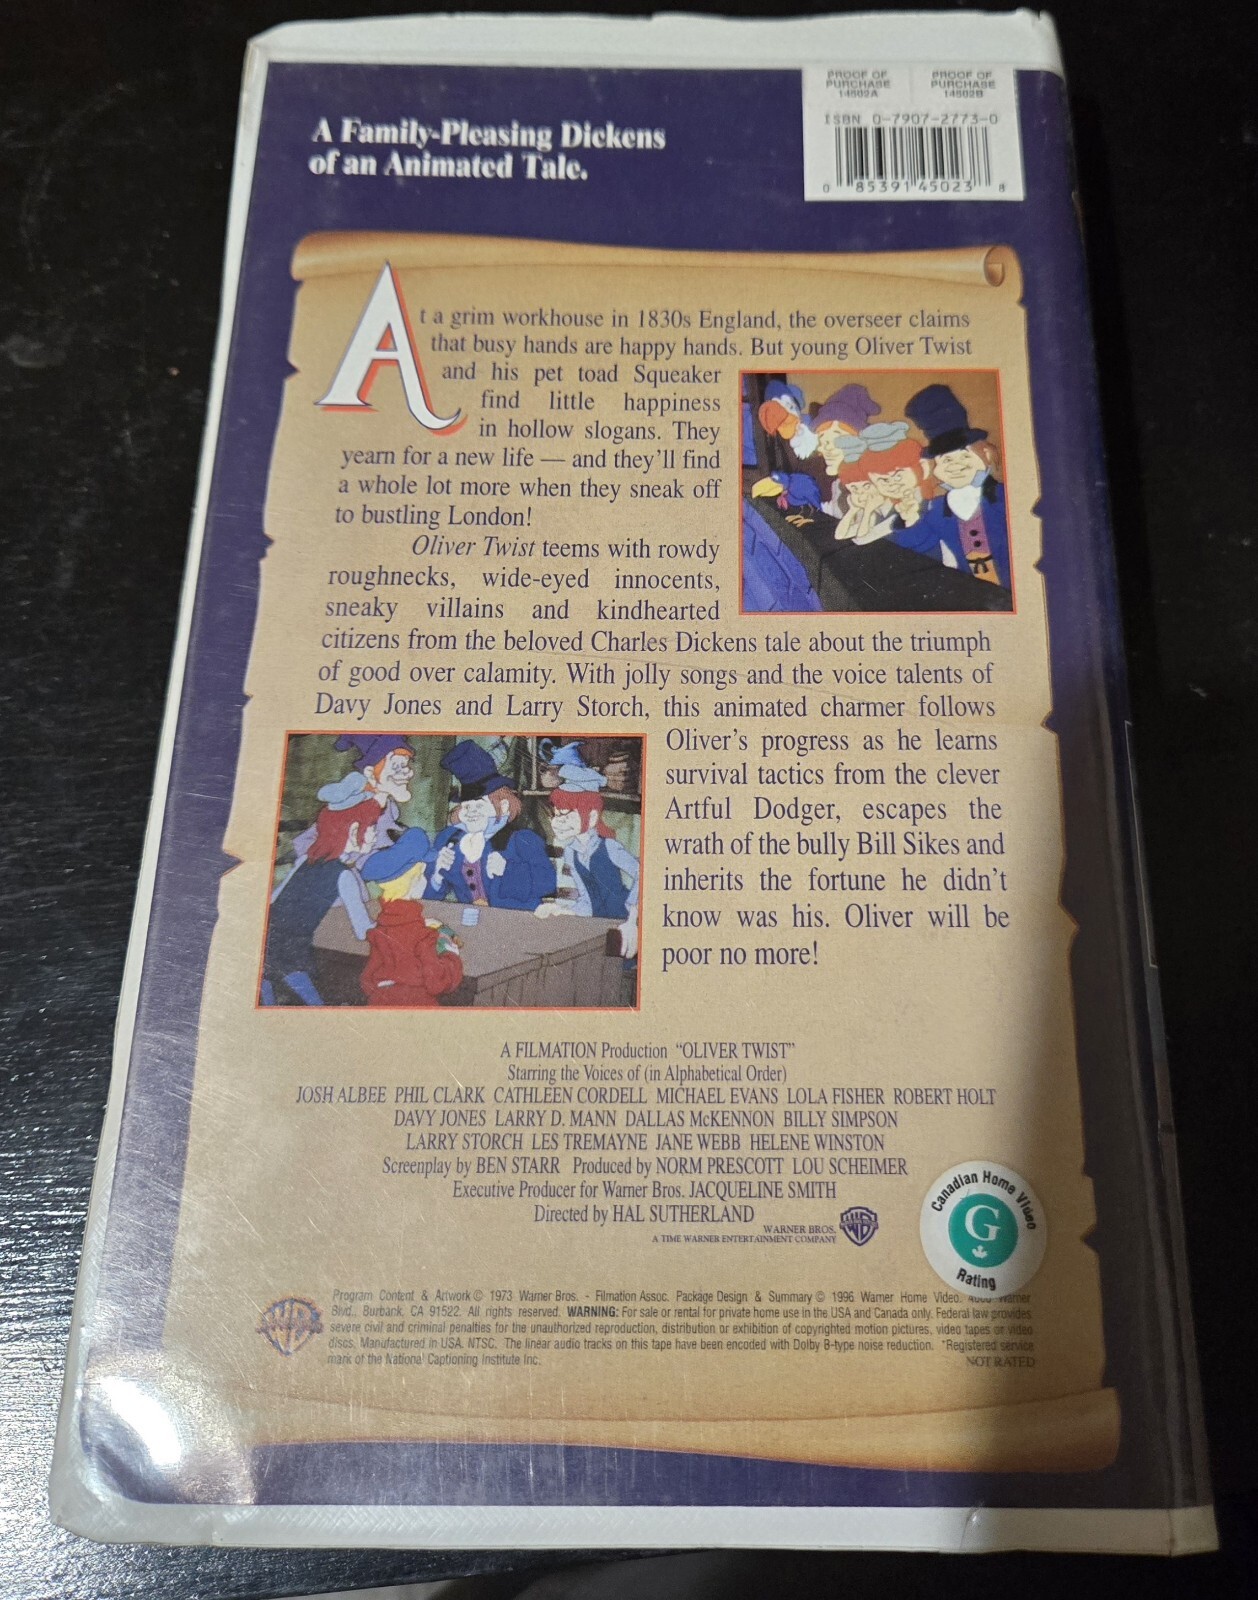 A Family-Pleasing Dickens
of an Animated Tale.
PROOF OF PURCHASE 14502A
PROOF OF PURCHASE 14502B
ISBN 0-7907-2773-0
0 85391 45023 8
At a grim workhouse in 1830s England, the overseer claims
that busy hands are happy hands. But young Oliver Twist
and his pet toad Squeaker
find little happiness
in hollow slogans. They
yearn for a new life — and they'll find
a whole lot more when they sneak off
to bustling London!
Oliver Twist teems with rowdy
roughnecks, wide-eyed innocents,
sneaky villains and kindhearted
citizens from the beloved Charles Dickens tale about the triumph
of good over calamity. With jolly songs and the voice talents of
Davy Jones and Larry Storch, this animated charmer follows
Oliver's progress as he learns
survival tactics from the clever
Artful Dodger, escapes the
wrath of the bully Bill Sikes and
inherits the fortune he didn't
know was his. Oliver will be
poor no more!
A FILMATION Production "OLIVER TWIST"
Starring the Voices of (in Alphabetical Order)
JOSH ALBEE PHIL CLARK CATHLEEN CORDELL MICHAEL EVANS LOLA FISHER ROBERT HOLT
DAVY JONES LARRY D. MANN DALLAS McKENNON BILLY SIMPSON
LARRY STORCH LES TREMAYNE JANE WEBB HELENE WINSTON
Screenplay by BEN STARR Produced by NORM PRESCOTT LOU SCHEIMER
Executive Producer for Warner Bros. JACQUELINE SMITH
Directed by HAL SUTHERLAND
WARNER BROS.
A TIME WARNER ENTERTAINMENT COMPANY
WB
Canadian Home Video
G
Rating
WB
Program Content & Artwork © 1973 Warner Bros. - Filmation Assoc. Package Design & Summary © 1996 Warner Home Video. 4000 Warner
Blvd., Burbank, CA 91522. All rights reserved. WARNING: For sale or rental for private home use in the USA and Canada only. Federal law provides
severe civil and criminal penalties for the unauthorized reproduction, distribution or exhibition of copyrighted motion pictures, video tapes or video
discs. Manufactured in USA. NTSC. The linear audio tracks on this tape have been encoded with Dolby B-type noise reduction. *Registered service
mark of the National Captioning Institute Inc.
NOT RATED